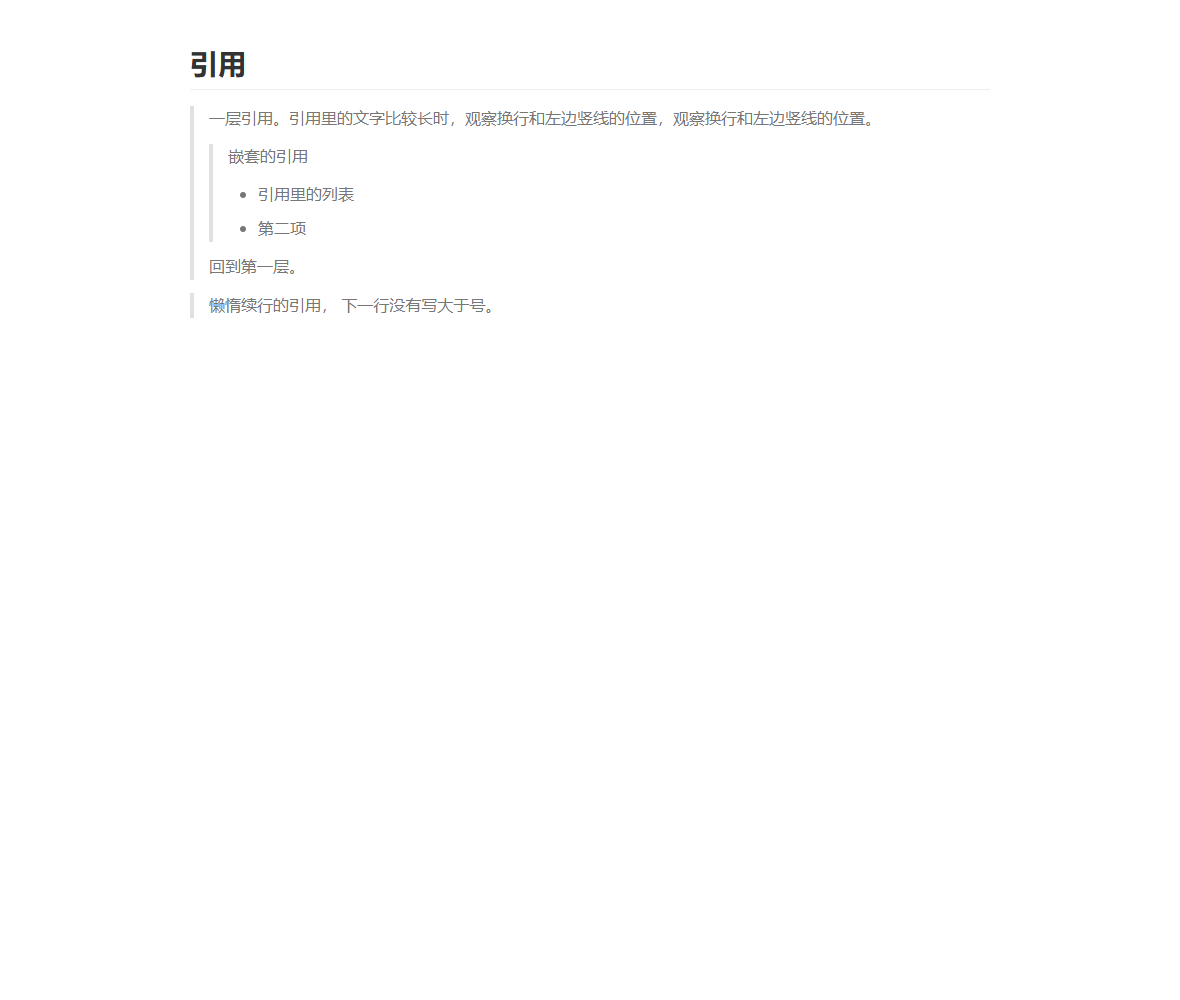 引用
一层引用。引用里的文字比较长时，观察换行和左边竖线的位置，观察换行和左边竖线的位置。
嵌套的引用
引用里的列表
第二项
回到第一层。
懒惰续行的引用， 下一行没有写大于号。